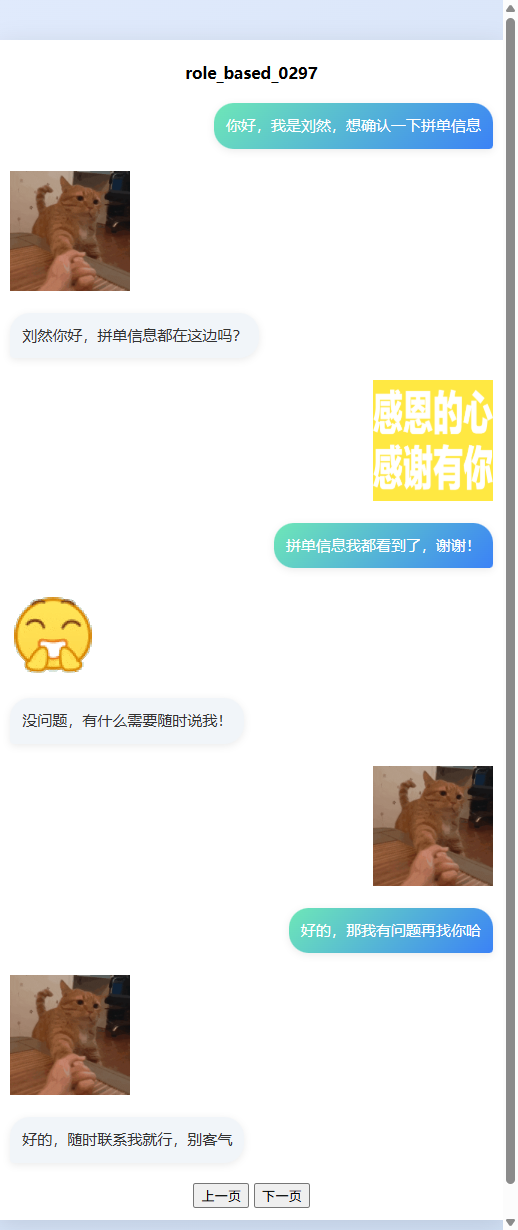 role_based_0297
你好，我是刘然，想确认一下拼单信息
刘然你好，拼单信息都在这边吗？
感恩的心
感谢有你
拼单信息我都看到了，谢谢！
没问题，有什么需要随时说我！
好的，那我有问题再找你哈
好的，随时联系我就行，别客气
上一页 下一页